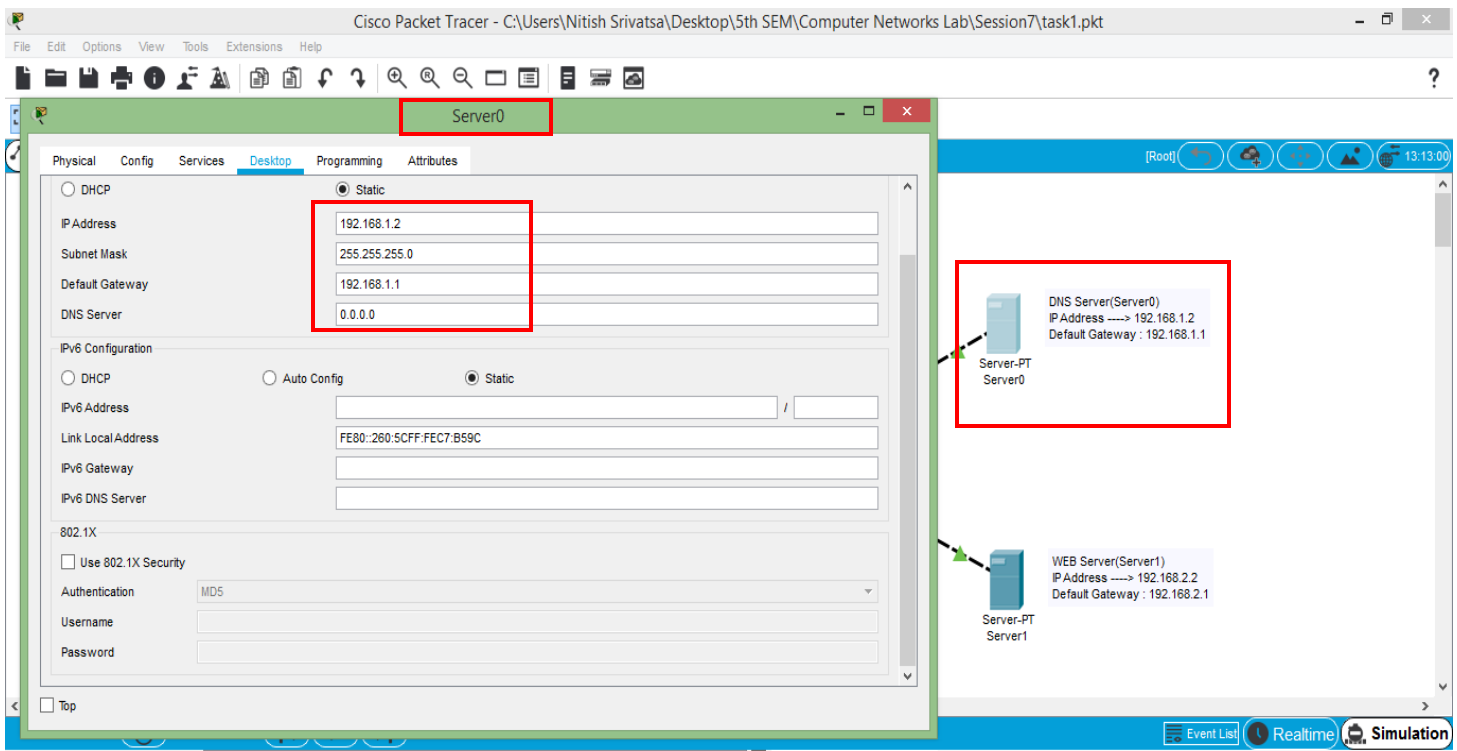 Cisco Packet Tracer - C:\Users\Nitish Srivatsa\Desktop\5th SEM\Computer Networks Lab\Session7\task1.pkt
File Edit Options View Tools Extensions Help
?
Server0
Physical Config Services Desktop Programming Attributes
[Root] 13:13:00
DHCP Static
IP Address 192.168.1.2
Subnet Mask 255.255.255.0
Default Gateway 192.168.1.1
DNS Server 0.0.0.0
IPv6 Configuration
DHCP Auto Config Static
IPv6 Address /
Link Local Address FE80::260:5CFF:FEC7:B59C
IPv6 Gateway
IPv6 DNS Server
802.1X
Use 802.1X Security
Authentication MD5
Username
Password
Top
DNS Server(Server0)
IP Address ----> 192.168.1.2
Default Gateway : 192.168.1.1
Server-PT
Server0
WEB Server(Server1)
IP Address ----> 192.168.2.2
Default Gateway : 192.168.2.1
Server-PT
Server1
Event List Realtime Simulation